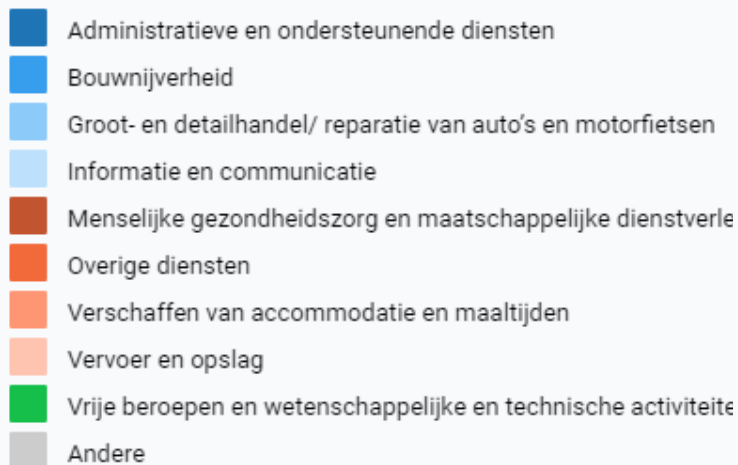 Administratieve en ondersteunende diensten
Bouwnijverheid
Groot- en detailhandel/ reparatie van auto's en motorfietsen
Informatie en communicatie
Menselijke gezondheidszorg en maatschappelijke dienstverle
Overige diensten
Verschaffen van accommodatie en maaltijden
Vervoer en opslag
Vrije beroepen en wetenschappelijke en technische activiteite
Andere